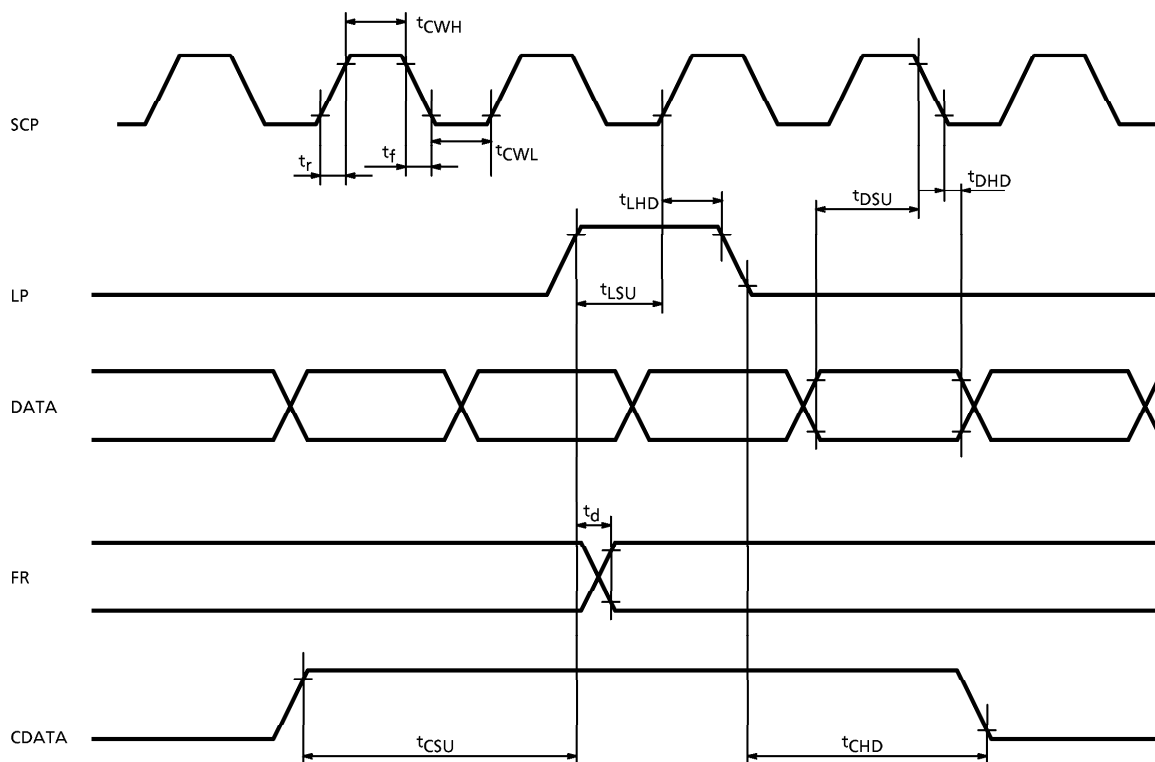 tCWH
SCP
tr
tf
tCWL
tLHD
tDSU
tDHD
LP
tLSU
DATA
td
FR
CDATA
tCSU
tCHD